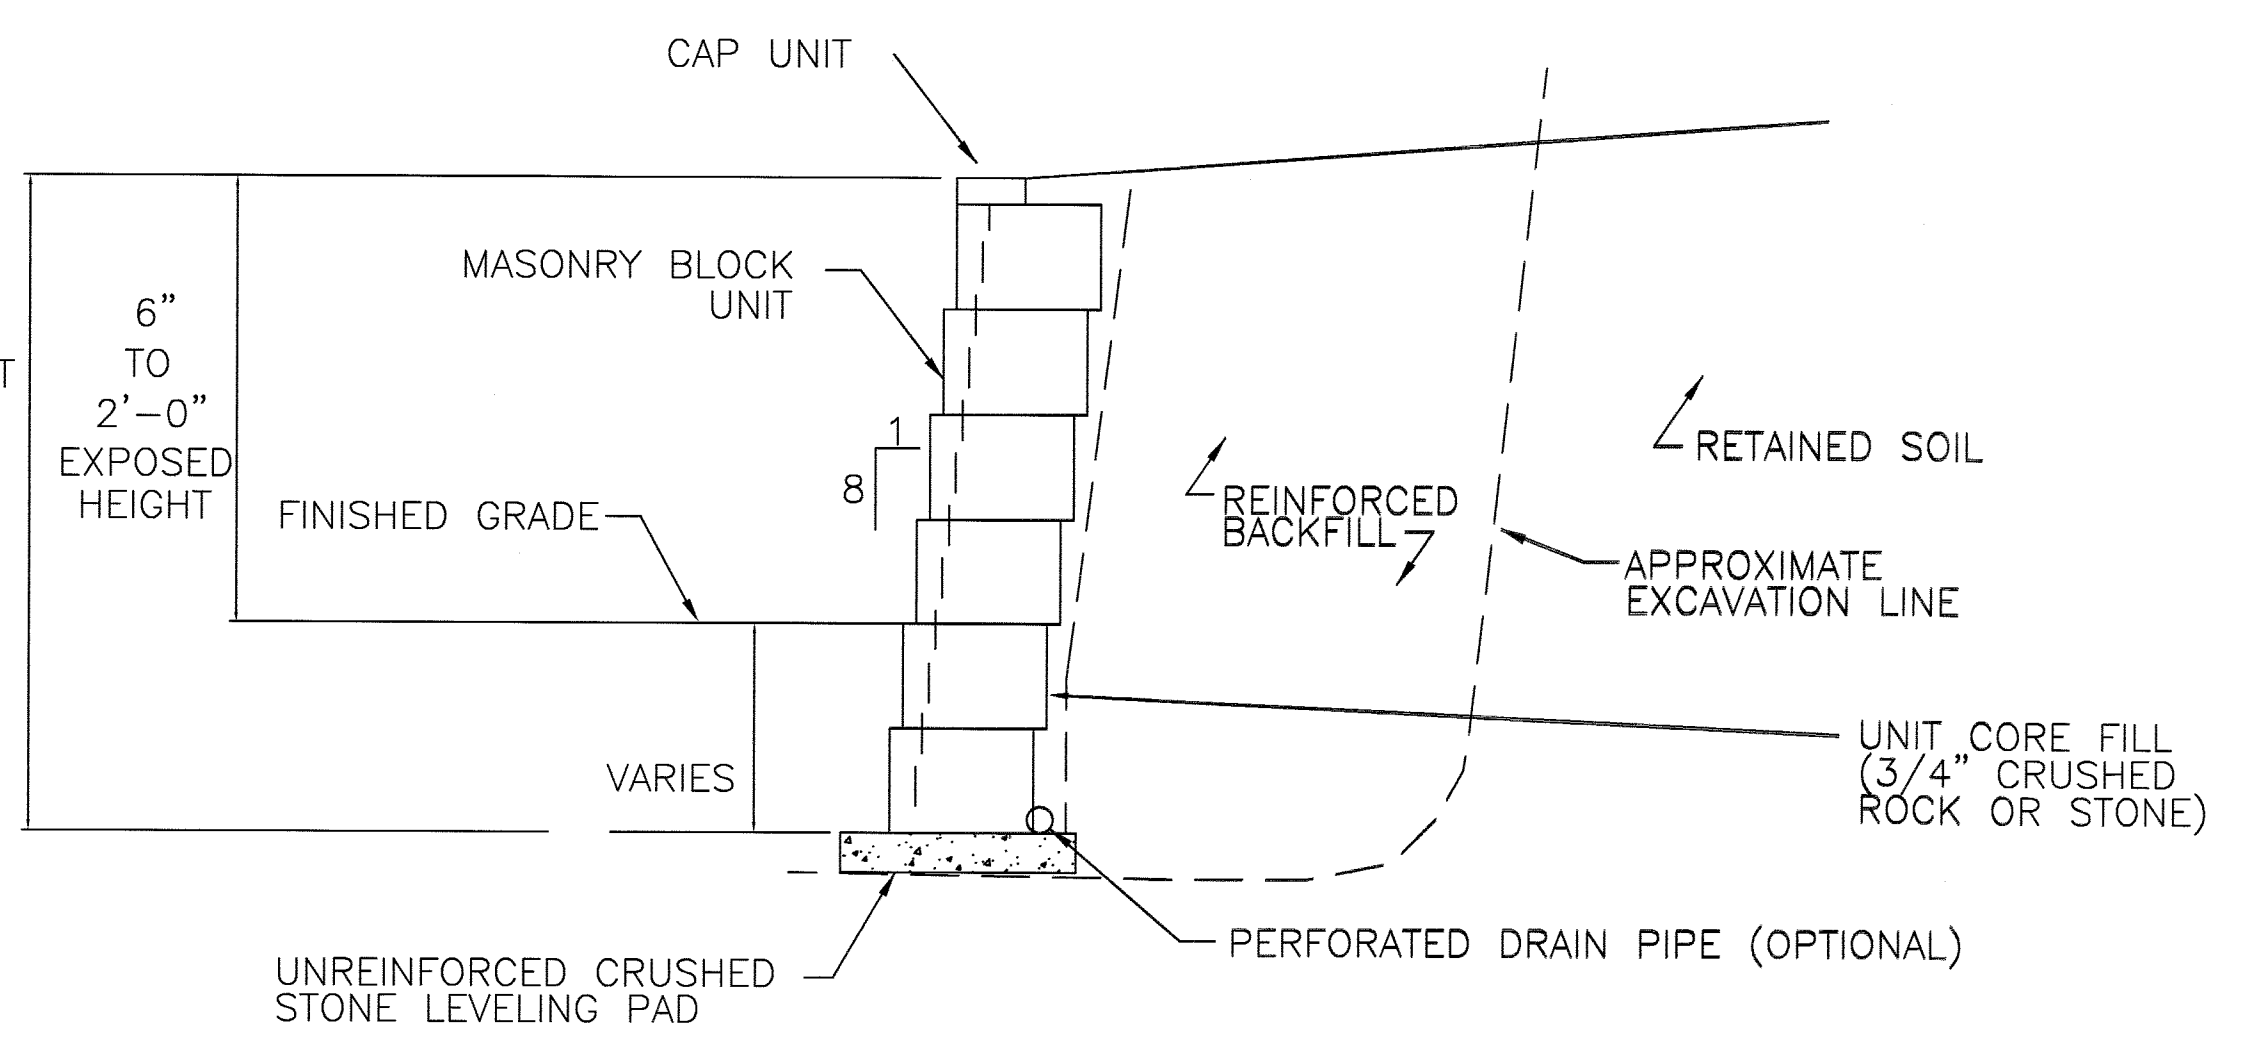 CAP UNIT
MASONRY BLOCK
UNIT
6”
TO
2’-0”
EXPOSED
HEIGHT
T
1
8
FINISHED GRADE
RETAINED SOIL
REINFORCED
BACKFILL
APPROXIMATE
EXCAVATION LINE
VARIES
UNIT CORE FILL
(3/4” CRUSHED
ROCK OR STONE)
PERFORATED DRAIN PIPE (OPTIONAL)
UNREINFORCED CRUSHED
STONE LEVELING PAD